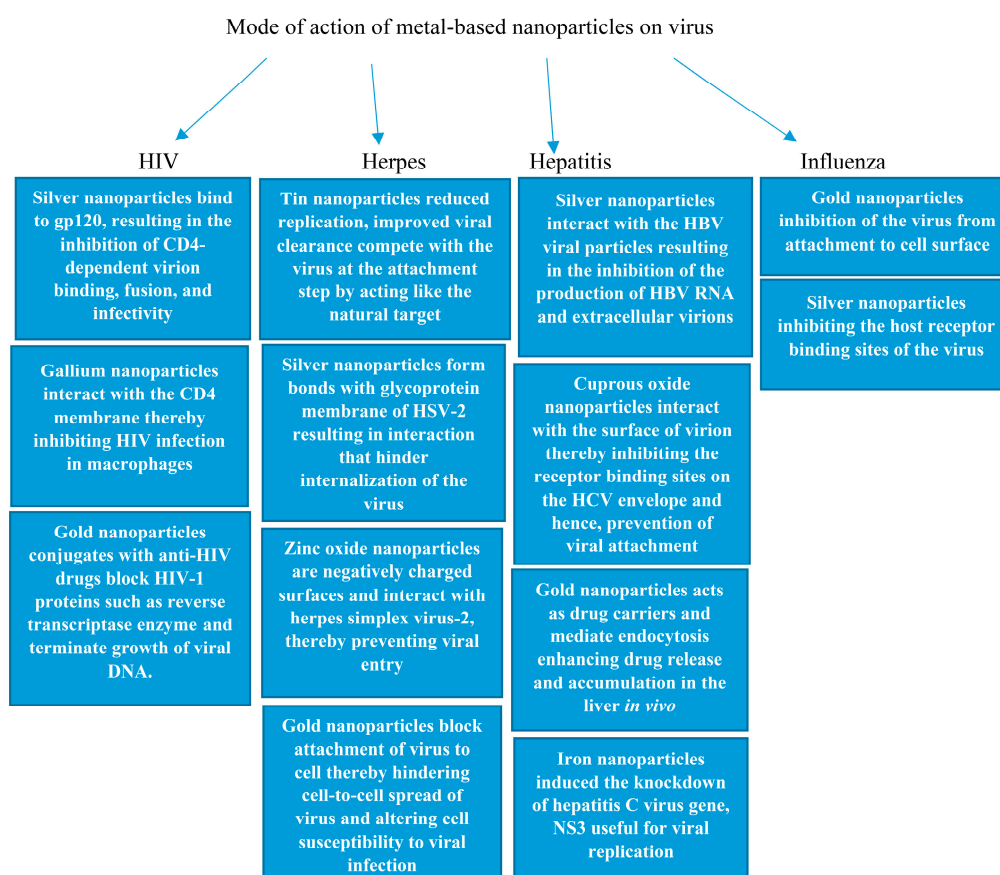 Mode of action of metal-based nanoparticles on virus
HIV
Silver nanoparticles bind to gp120, resulting in the
inhibition of CD4-
dependent virion
binding, fusion, and
infectivity
Gallium nanoparticles
interact with the CD4
membrane thereby
inhibiting HIV infection
in macrophages
Gold nanoparticles
conjugates with anti-HIV
drugs block HIV-1
proteins such as reverse
transcriptase enzyme and
terminate growth of viral
DNA.
Herpes
Tin nanoparticles reduced
replication, improved viral
clearance compete with the
virus at the attachment
step by acting like the
natural target
Silver nanoparticles form
bonds with glycoprotein
membrane of HSV-2
resulting in interaction
that hinder
internalization of the
virus
Zinc oxide nanoparticles
are negatively charged
surfaces and interact with
herpes simplex virus-2,
thereby preventing viral
entry
Gold nanoparticles block
attachment of virus to
cell thereby hindering
cell-to-cell spread of
virus and altering cell
susceptibility to viral
infection
Hepatitis
Silver nanoparticles
interact with the HBV
viral particles resulting
in the inhibition of the
production of HBV RNA
and extracellular virions
Cuprous oxide
nanoparticles interact
with the surface of virion
thereby inhibiting the
receptor binding sites on
the HCV envelope and
hence, prevention of
viral attachment
Gold nanoparticles acts
as drug carriers and
mediate endocytosis
enhancing drug release
and accumulation in the
liver in vivo
Iron nanoparticles
induced the knockdown
of hepatitis C virus gene,
NS3 useful for viral
replication
Influenza
Gold nanoparticles
inhibition of the virus from
attachment to cell surface
Silver nanoparticles
inhibiting the host receptor
binding sites of the virus